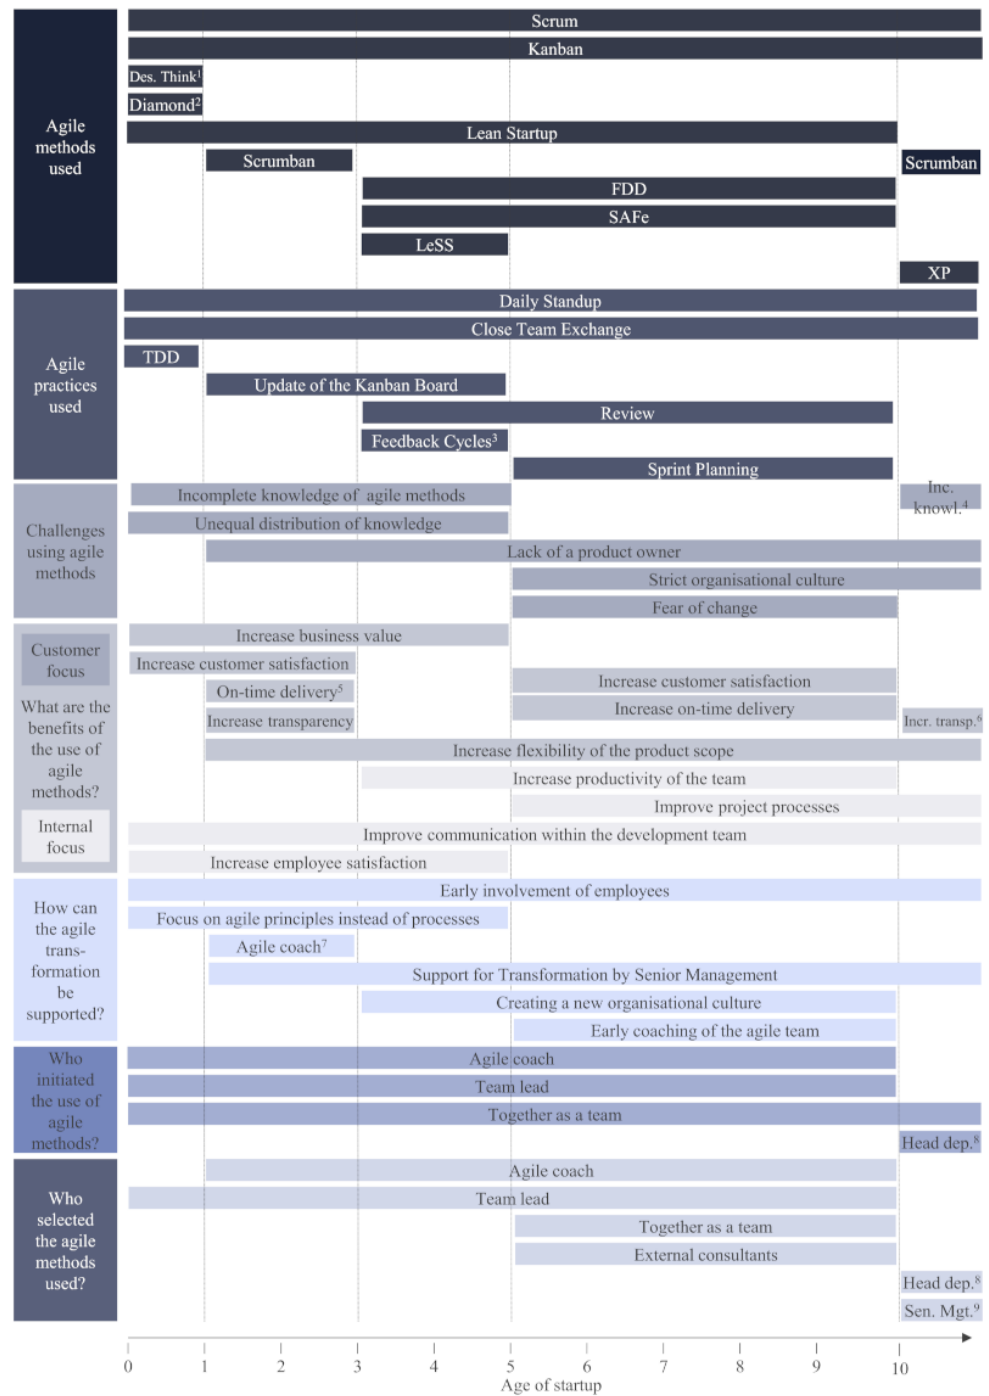 Agile
methods
used
Scrum
Kanban
Des. Think¹
Diamond²
Lean Startup
Scrumban
Scrumban
FDD
SAFe
LeSS
XP
Agile
practices
used
Daily Standup
Close Team Exchange
TDD
Update of the Kanban Board
Review
Feedback Cycles³
Sprint Planning
Challenges
using agile
methods
Incomplete knowledge of agile methods
Inc.
knowl.⁴
Unequal distribution of knowledge
Lack of a product owner
Strict organisational culture
Fear of change
Customer
focus
What are the
benefits of
the use of
agile
methods?
Internal
focus
Increase business value
Increase customer satisfaction
Increase customer satisfaction
On-time delivery⁵
Increase on-time delivery
Increase transparency
Incr. transp.⁶
Increase flexibility of the product scope
Increase productivity of the team
Improve project processes
Improve communication within the development team
Increase employee satisfaction
How can
the agile
trans-
formation
be
supported?
Early involvement of employees
Focus on agile principles instead of processes
Agile coach⁷
Support for Transformation by Senior Management
Creating a new organisational culture
Early coaching of the agile team
Who
initiated
the use of
agile
methods?
Agile coach
Team lead
Together as a team
Head dep.⁸
Who
selected
the agile
methods
used?
Agile coach
Team lead
Together as a team
External consultants
Head dep.⁸
Sen. Mgt.⁹
0 1 2 3 4 5 6 7 8 9 10
Age of startup